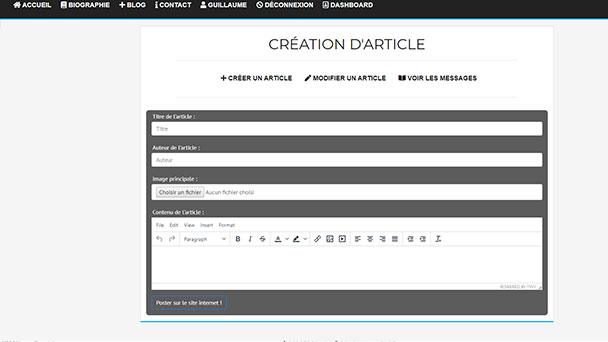 ACCUEIL BIOGRAPHIE BLOG CONTACT GUILLAUME DÉCONNEXION DASHBOARD
CRÉATION D'ARTICLE
CRÉER UN ARTICLE MODIFIER UN ARTICLE VOIR LES MESSAGES
Titre de l'article :
Titre
Auteur de l'article :
Auteur
Image principale :
Choisir un fichier Aucun fichier choisi
Contenu de l'article :
File Edit View Insert Format
Paragraph B I S A
POWERED BY TINY
Poster sur le site internet !